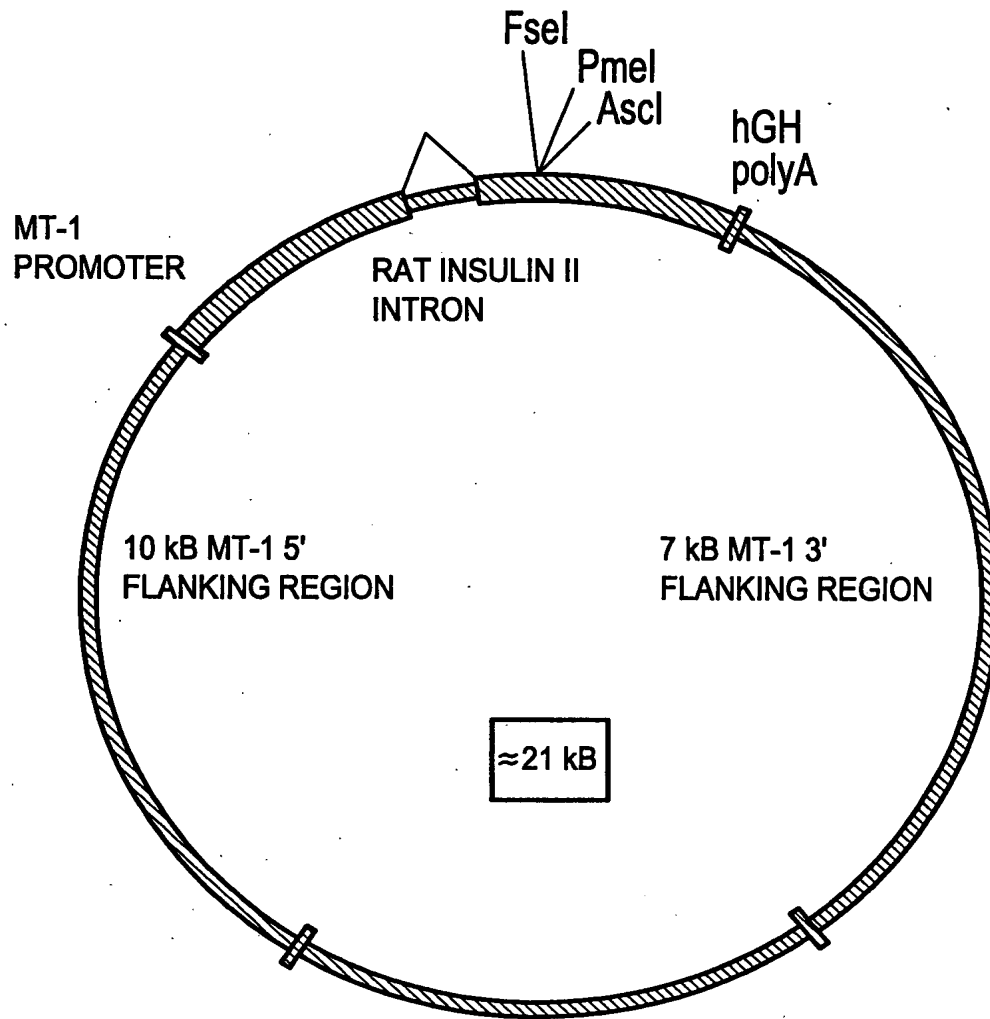 FseI
PmeI
AscI
hGH
polyA
MT-1
PROMOTER
RAT INSULIN II
INTRON
10 kB MT-1 5'
FLANKING REGION
7 kB MT-1 3'
FLANKING REGION
≈21 kB